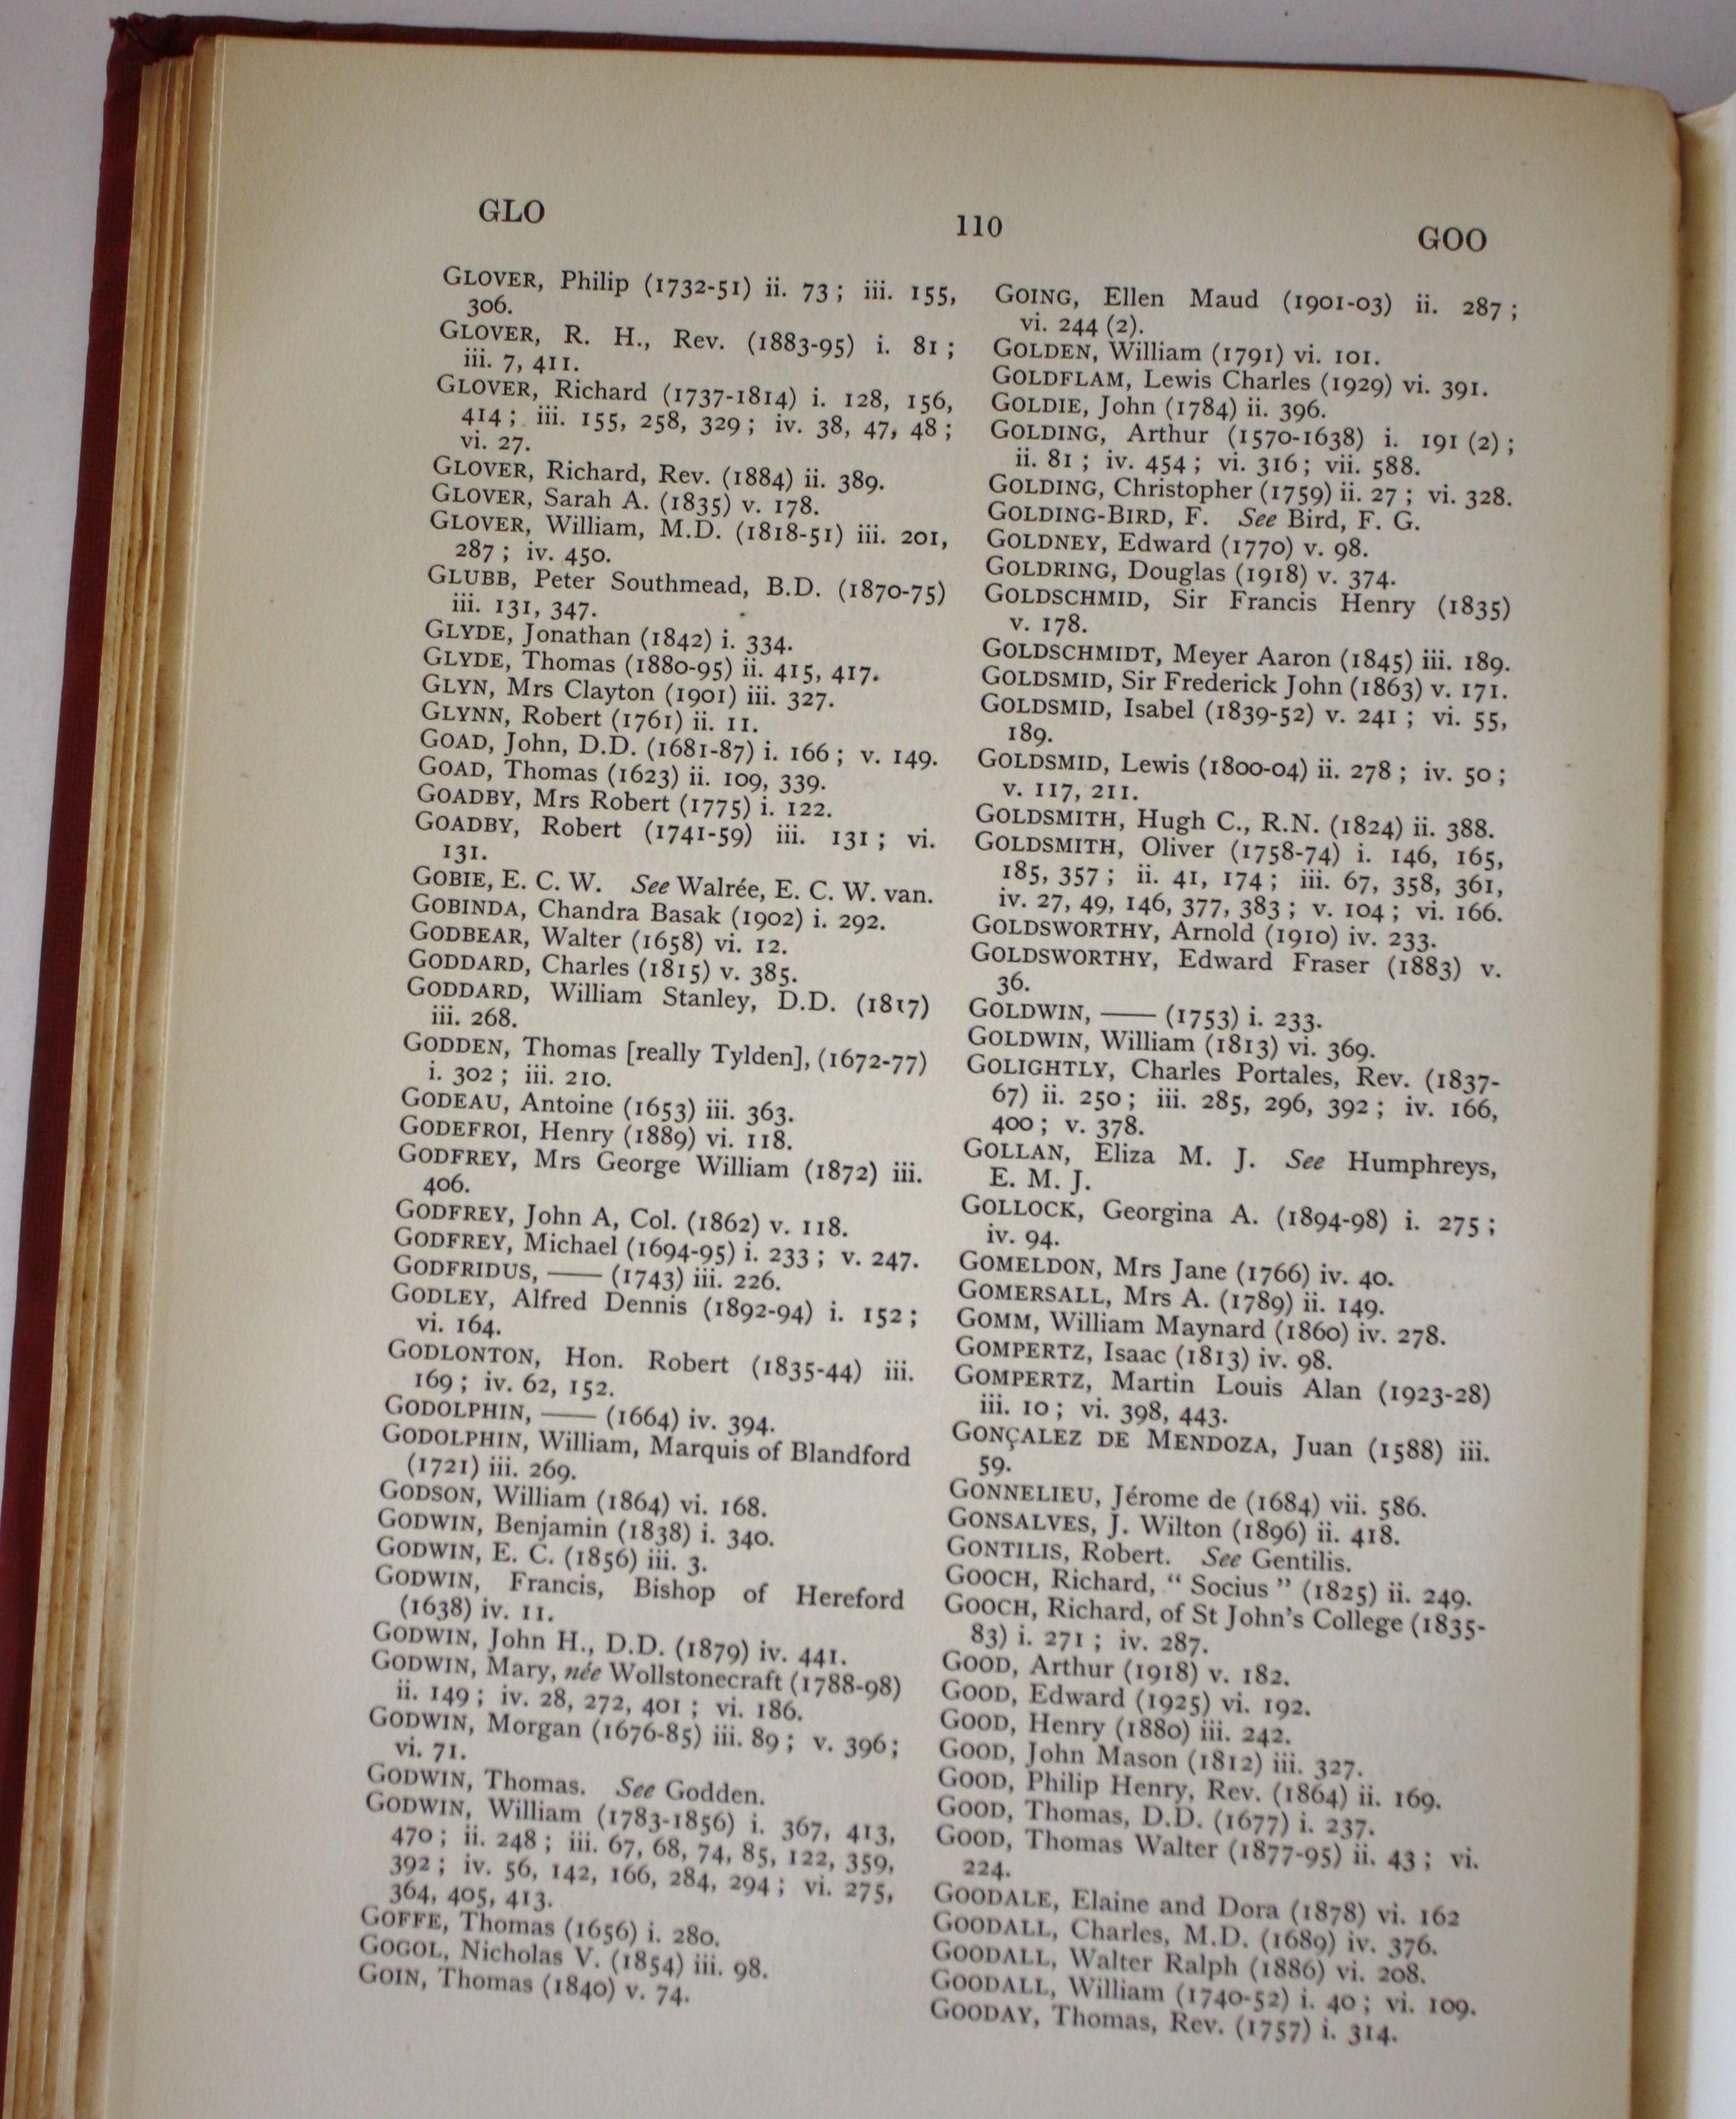 GLO
110
GOO
GLOVER, Philip (1732-51) ii. 73; iii. 155,
306.
GLOVER, R. H., Rev. (1883-95) i. 81;
iii. 7, 411.
GLOVER, Richard (1737-1814) i. 128, 156,
414; iii. 155, 258, 329; iv. 38, 47, 48;
vi. 27.
GLOVER, Richard, Rev. (1884) ii. 389.
GLOVER, Sarah A. (1835) v. 178.
GLOVER, William, M.D. (1818-51) iii. 201,
287; iv. 450.
GLUBB, Peter Southmead, B.D. (1870-75)
iii. 131, 347.
GLYDE, Jonathan (1842) i. 334.
GLYDE, Thomas (1880-95) ii. 415, 417.
GLYN, Mrs Clayton (1901) iii. 327.
GLYNN, Robert (1761) ii. 11.
GOAD, John, D.D. (1681-87) i. 166; v. 149.
GOAD, Thomas (1623) ii. 109, 339.
GOADBY, Mrs Robert (1775) i. 122.
GOADBY, Robert (1741-59) iii. 131; vi.
131.
GOBIE, E. C. W. See Walrée, E. C. W. van.
GOBINDA, Chandra Basak (1902) i. 292.
GODBEAR, Walter (1658) vi. 12.
GODDARD, Charles (1815) v. 385.
GODDARD, William Stanley, D.D. (1817)
iii. 268.
GODDEN, Thomas [really Tylden], (1672-77)
i. 302; iii. 210.
GODEAU, Antoine (1653) iii. 363.
GODEFROI, Henry (1889) vi. 118.
GODFREY, Mrs George William (1872) iii.
406.
GODFREY, John A, Col. (1862) v. 118.
GODFREY, Michael (1694-95) i. 233; v. 247.
GODFRIDUS, —— (1743) iii. 226.
GODLEY, Alfred Dennis (1892-94) i. 152;
vi. 164.
GODLONTON, Hon. Robert (1835-44) iii.
169; iv. 62, 152.
GODOLPHIN, —— (1664) iv. 394.
GODOLPHIN, William, Marquis of Blandford
(1721) iii. 269.
GODSON, William (1864) vi. 168.
GODWIN, Benjamin (1838) i. 340.
GODWIN, E. C. (1856) iii. 3.
GODWIN, Francis, Bishop of Hereford
(1638) iv. 11.
GODWIN, John H., D.D. (1879) iv. 441.
GODWIN, Mary, née Wollstonecraft (1788-98)
ii. 149; iv. 28, 272, 401; vi. 186.
GODWIN, Morgan (1676-85) iii. 89; v. 396;
vi. 71.
GODWIN, Thomas. See Godden.
GODWIN, William (1783-1856) i. 367, 413,
470; ii. 248; iii. 67, 68, 74, 85, 122, 359,
392; iv. 56, 142, 166, 284, 294; vi. 275,
364, 405, 413.
GOFFE, Thomas (1656) i. 280.
GOGOL, Nicholas V. (1854) iii. 98.
GOIN, Thomas (1840) v. 74.
GOING, Ellen Maud (1901-03) ii. 287;
vi. 244 (2).
GOLDEN, William (1791) vi. 101.
GOLDFLAM, Lewis Charles (1929) vi. 391.
GOLDIE, John (1784) ii. 396.
GOLDING, Arthur (1570-1638) i. 191 (2);
ii. 81; iv. 454; vi. 316; vii. 588.
GOLDING, Christopher (1759) ii. 27; vi. 328.
GOLDING-BIRD, F. See Bird, F. G.
GOLDNEY, Edward (1770) v. 98.
GOLDRING, Douglas (1918) v. 374.
GOLDSCHMID, Sir Francis Henry (1835)
v. 178.
GOLDSCHMIDT, Meyer Aaron (1845) iii. 189.
GOLDSMID, Sir Frederick John (1863) v. 171.
GOLDSMID, Isabel (1839-52) v. 241; vi. 55,
189.
GOLDSMID, Lewis (1800-04) ii. 278; iv. 50;
v. 117, 211.
GOLDSMITH, Hugh C., R.N. (1824) ii. 388.
GOLDSMITH, Oliver (1758-74) i. 146, 165,
185, 357; ii. 41, 174; iii. 67, 358, 361,
iv. 27, 49, 146, 377, 383; v. 104; vi. 166.
GOLDSWORTHY, Arnold (1910) iv. 233.
GOLDSWORTHY, Edward Fraser (1883) v.
36.
GOLDWIN, —— (1753) i. 233.
GOLDWIN, William (1813) vi. 369.
GOLIGHTLY, Charles Portales, Rev. (1837-
67) ii. 250; iii. 285, 296, 392; iv. 166,
400; v. 378.
GOLLAN, Eliza M. J. See Humphreys,
E. M. J.
GOLLOCK, Georgina A. (1894-98) i. 275;
iv. 94.
GOMELDON, Mrs Jane (1766) iv. 40.
GOMERSALL, Mrs A. (1789) ii. 149.
GOMM, William Maynard (1860) iv. 278.
GOMPERTZ, Isaac (1813) iv. 98.
GOMPERTZ, Martin Louis Alan (1923-28)
iii. 10; vi. 398, 443.
GONÇALEZ DE MENDOZA, Juan (1588) iii.
59.
GONNELIEU, Jérome de (1684) vii. 586.
GONSALVES, J. Wilton (1896) ii. 418.
GONTILIS, Robert. See Gentilis.
GOOCH, Richard, “ Socius ” (1825) ii. 249.
GOOCH, Richard, of St John's College (1835-
83) i. 271; iv. 287.
GOOD, Arthur (1918) v. 182.
GOOD, Edward (1925) vi. 192.
GOOD, Henry (1880) iii. 242.
GOOD, John Mason (1812) iii. 327.
GOOD, Philip Henry, Rev. (1864) ii. 169.
GOOD, Thomas, D.D. (1677) i. 237.
GOOD, Thomas Walter (1877-95) ii. 43; vi.
224.
GOODALE, Elaine and Dora (1878) vi. 162
GOODALL, Charles, M.D. (1689) iv. 376.
GOODALL, Walter Ralph (1886) vi. 208.
GOODALL, William (1740-52) i. 40; vi. 109.
GOODAY, Thomas, Rev. (1757) i. 314.